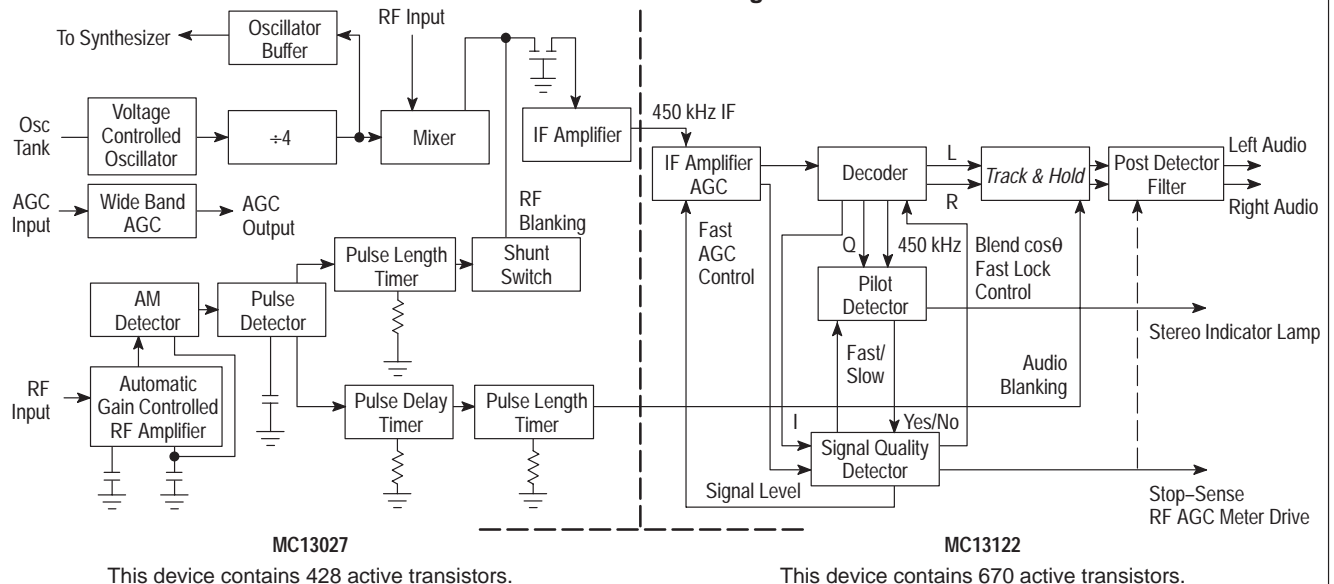 To Synthesizer
Oscillator
Buffer
RF Input
Osc
Tank
Voltage
Controlled
Oscillator
÷4
Mixer
IF Amplifier
450 kHz IF
AGC
Input
Wide Band
AGC
AGC
Output
RF
Blanking
Pulse Length
Timer
Shunt
Switch
AM
Detector
Pulse
Detector
RF
Input
Automatic
Gain Controlled
RF Amplifier
Pulse Delay
Timer
Pulse Length
Timer
IF Amplifier
AGC
Decoder
L
R
Track & Hold
Post Detector
Filter
Left Audio
Right Audio
Fast
AGC
Control
Q
450 kHz
Blend cosθ
Fast Lock
Control
Pilot
Detector
Stereo Indicator Lamp
Fast/
Slow
Audio
Blanking
I
Yes/No
Signal Quality
Detector
Signal Level
Stop–Sense
RF AGC Meter Drive
MC13027
This device contains 428 active transistors.
MC13122
This device contains 670 active transistors.